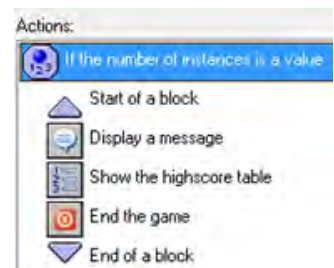 Actions:
If the number of instances is a value
Start of a block
Display a message
Show the highscore table
End the game
End of a block